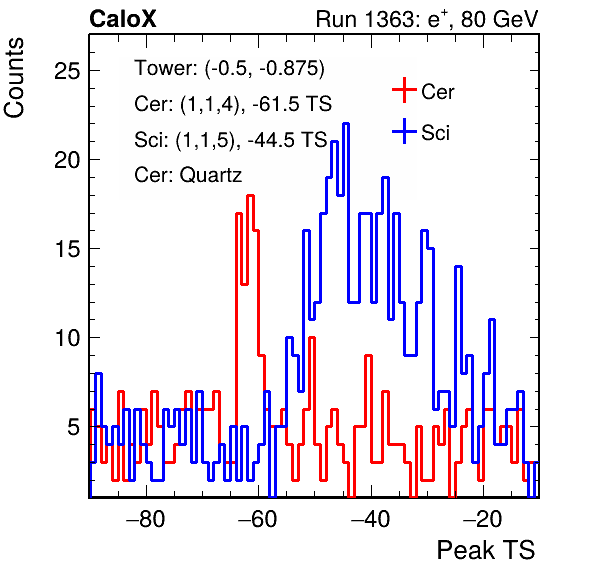 CaloX
Run 1363: e+, 80 GeV
Counts
Tower: (-0.5, -0.875)
Cer: (1,1,4), -61.5 TS
Sci: (1,1,5), -44.5 TS
Cer: Quartz
Cer
Sci
25
20
15
10
5
−80 −60 −40 −20
Peak TS